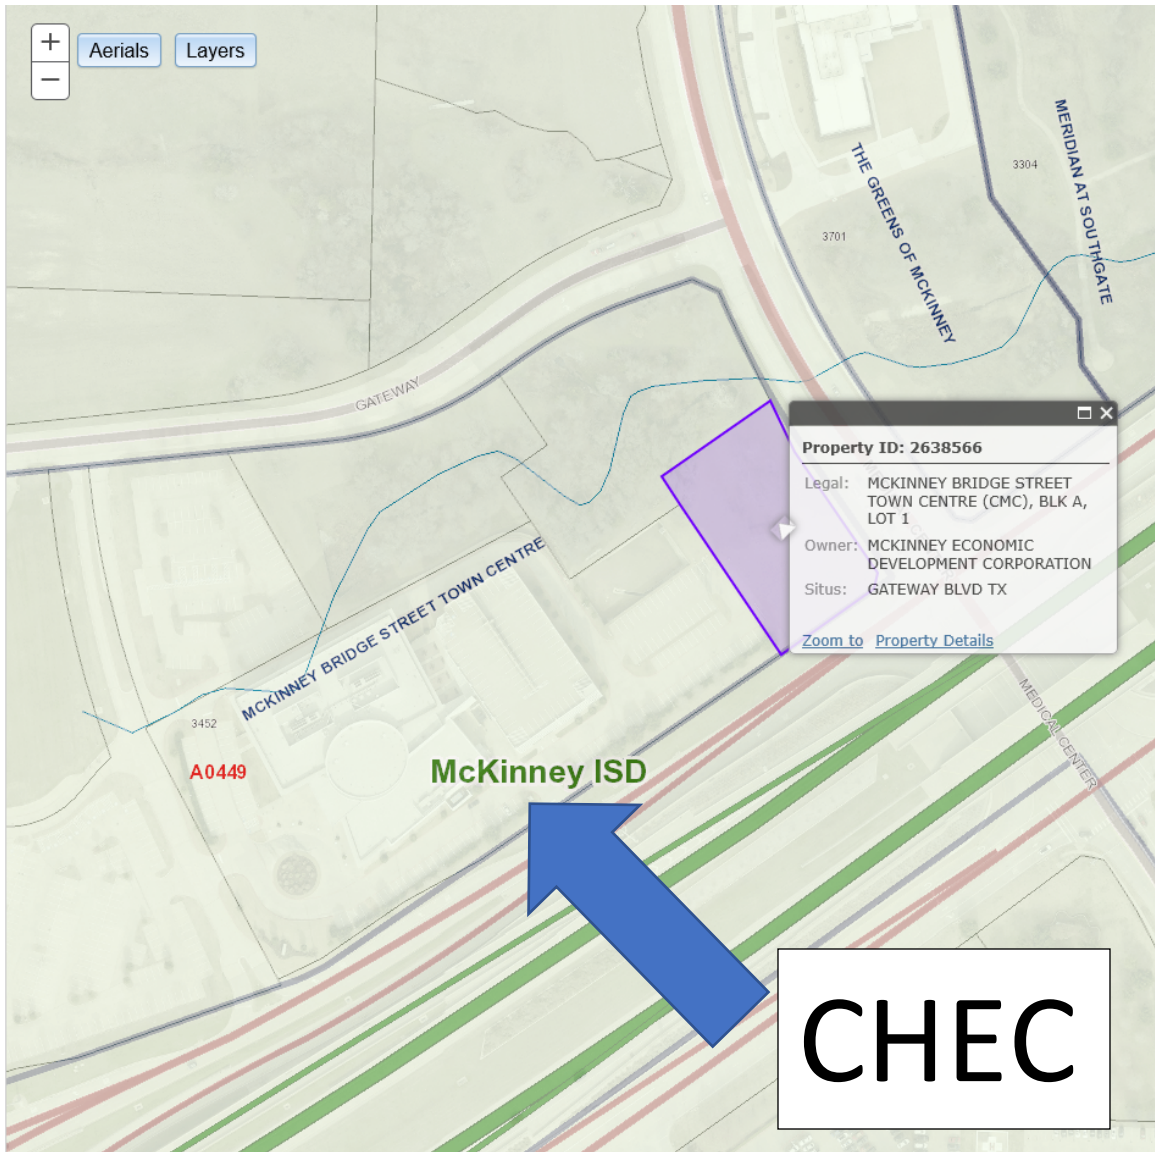 +
−
Aerials
Layers
MERIDIAN AT SOUTHGATE
3304
THE GREENS OF MCKINNEY
3701
GATEWAY
Property ID: 2638566
Legal: MCKINNEY BRIDGE STREET
TOWN CENTRE (CMC), BLK A,
LOT 1
Owner: MCKINNEY ECONOMIC
DEVELOPMENT CORPORATION
Situs: GATEWAY BLVD TX
Zoom to Property Details
MCKINNEY BRIDGE STREET TOWN CENTRE
MEDICAL CENTER
3452
A0449
McKinney ISD
CHEC